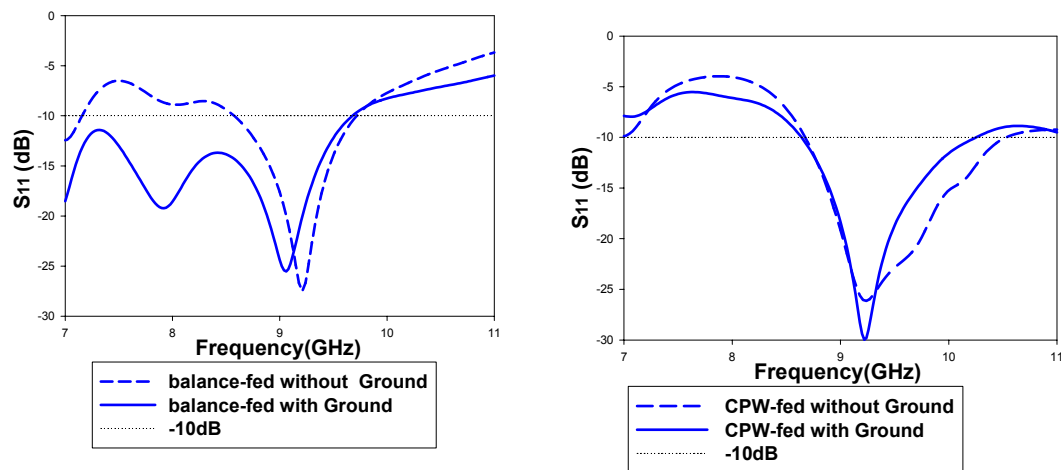 0
-5
-10
-15
-20
-25
-30
S11 (dB)
7
8
9
10
11
Frequency(GHz)
balance-fed without Ground
balance-fed with Ground
-10dB
0
-5
-10
-15
-20
-25
-30
S11 (dB)
7
8
9
10
11
Frequency(GHz)
CPW-fed without Ground
CPW-fed with Ground
-10dB